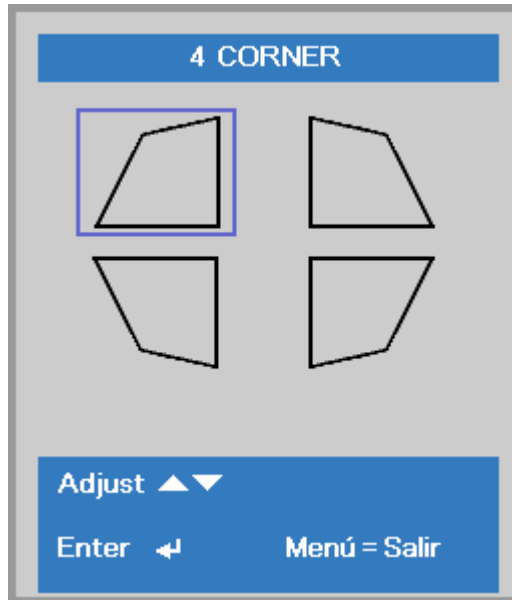 4 CORNER
Adjust ▲▼
Enter ↵ Menú = Salir